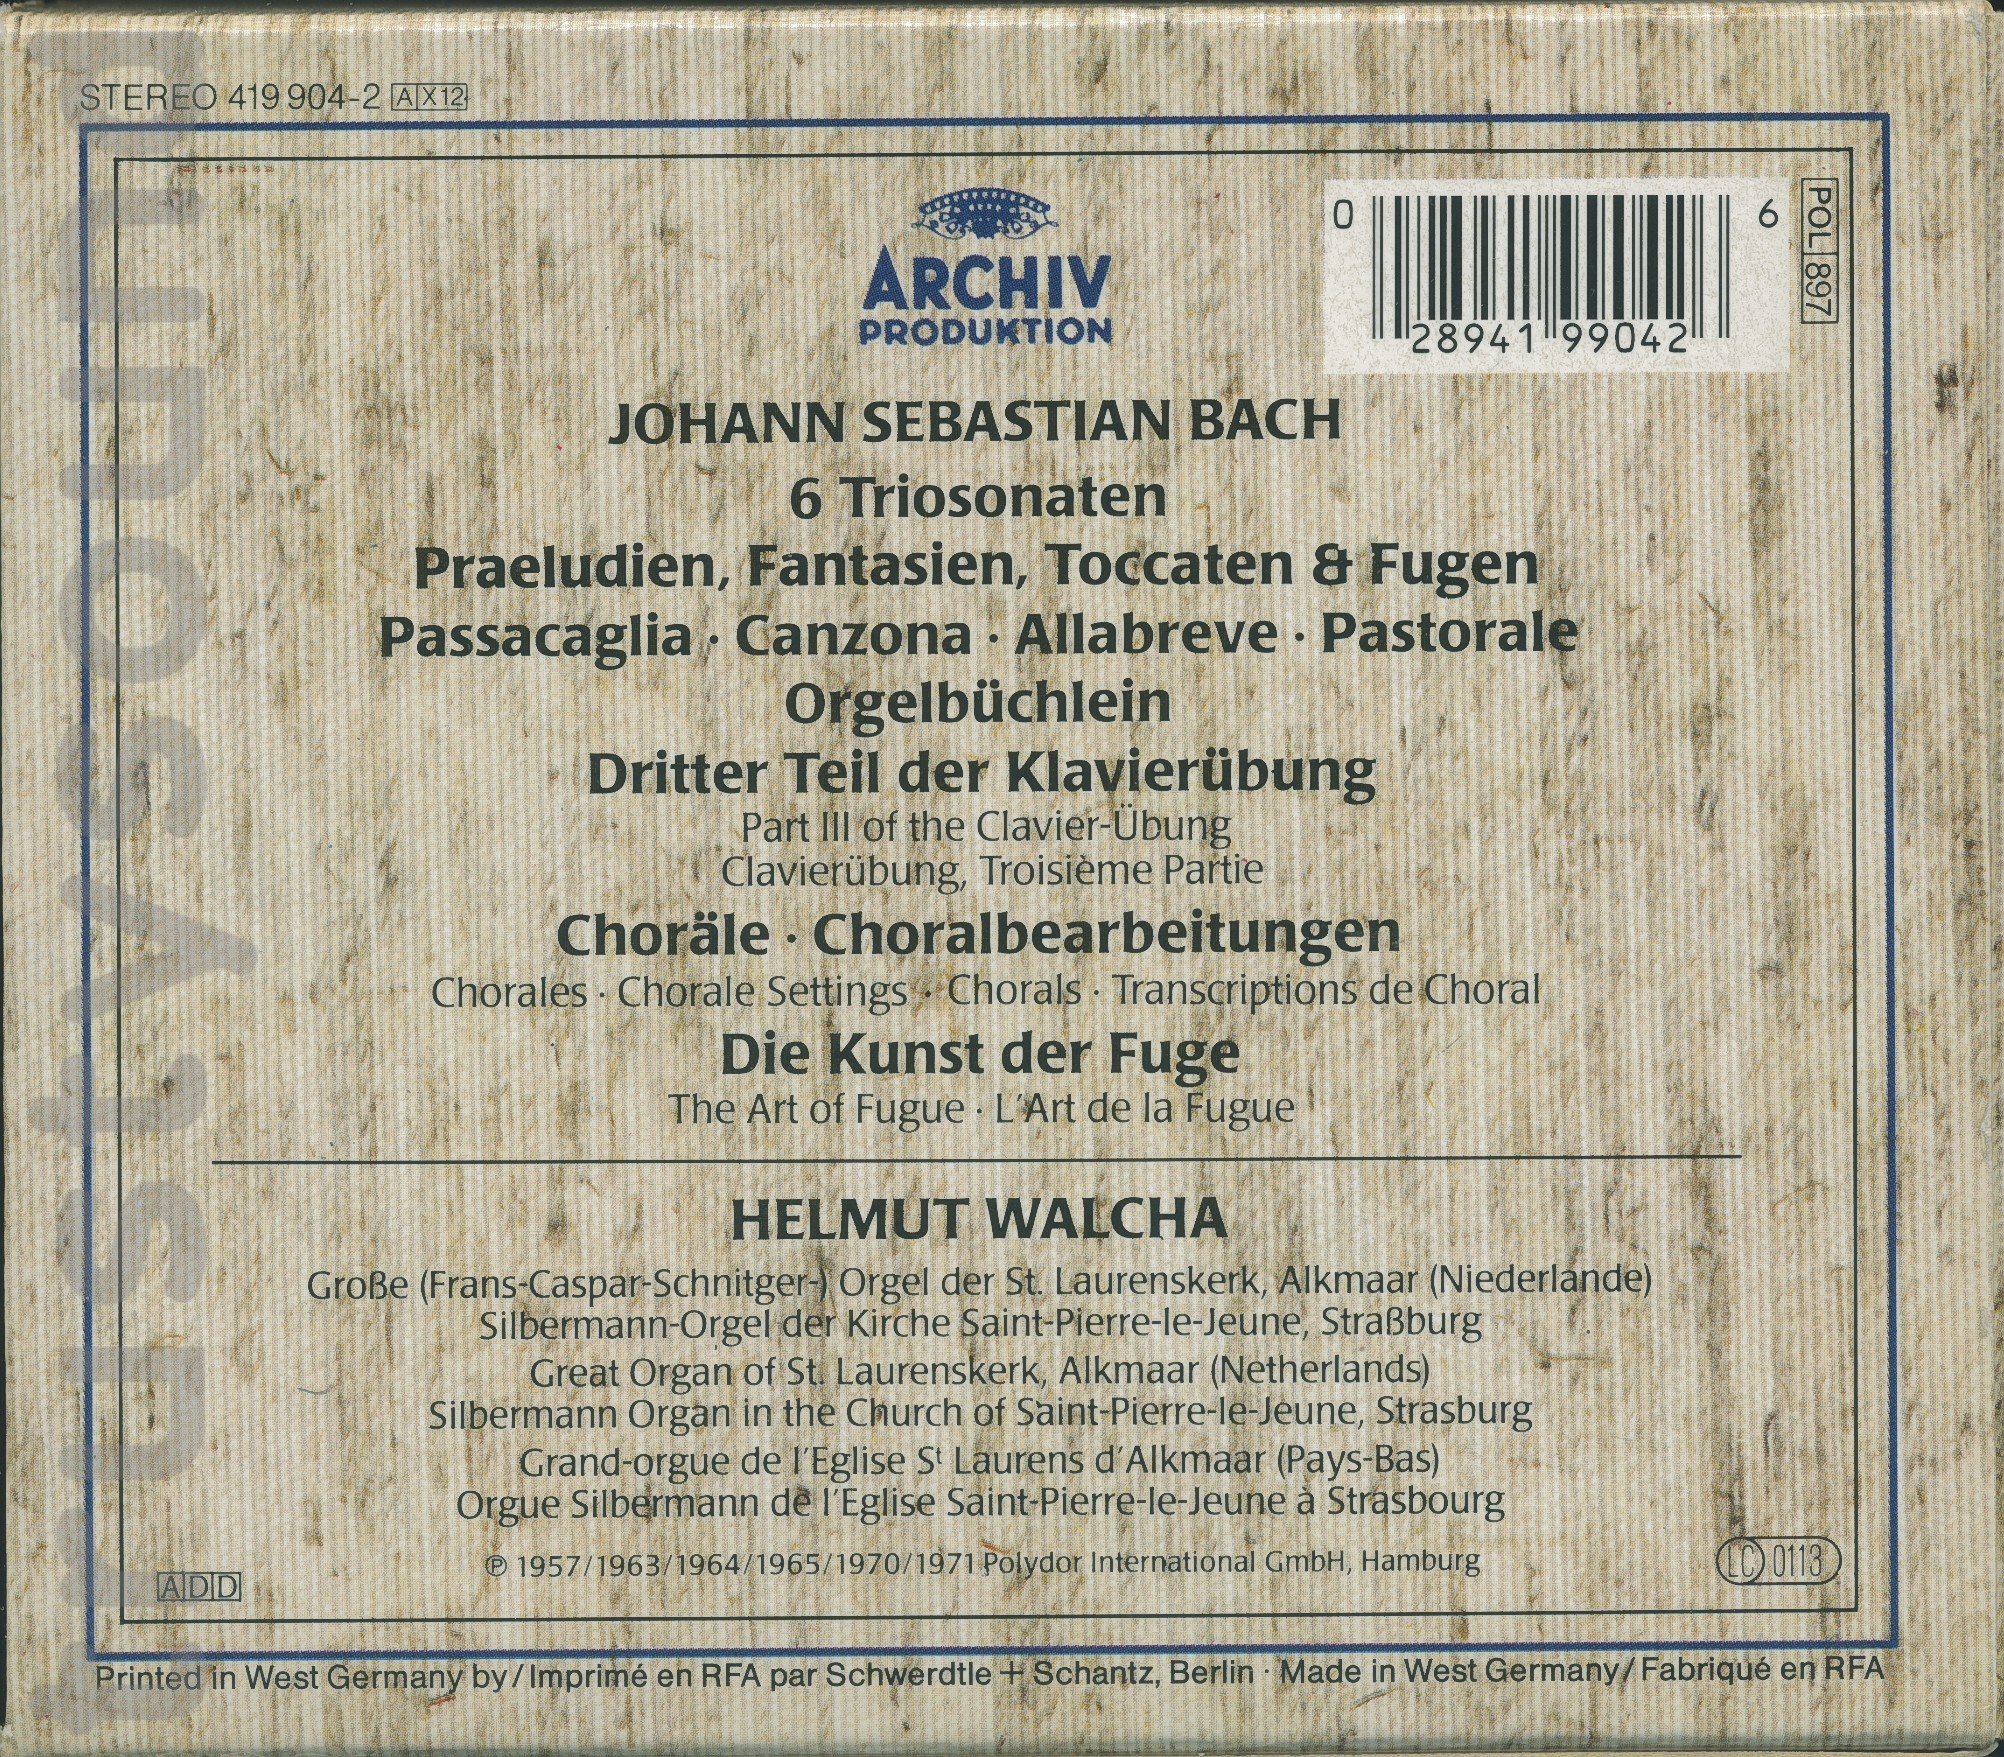 STEREO 419 904-2 A X12
ARCHIV
PRODUKTION
0 28941 99042 6
POL 897
JOHANN SEBASTIAN BACH
6 Triosonaten
Praeludien, Fantasien, Toccaten & Fugen
Passacaglia · Canzona · Allabreve · Pastorale
Orgelbüchlein
Dritter Teil der Klavierübung
Part III of the Clavier-Übung
Clavierübung, Troisième Partie
Choräle · Choralbearbeitungen
Chorales · Chorale Settings · Chorals · Transcriptions de Choral
Die Kunst der Fuge
The Art of Fugue · L'Art de la Fugue
HELMUT WALCHA
Große (Frans-Caspar-Schnitger-) Orgel der St. Laurenskerk, Alkmaar (Niederlande)
Silbermann-Orgel der Kirche Saint-Pierre-le-Jeune, Straßburg
Great Organ of St. Laurenskerk, Alkmaar (Netherlands)
Silbermann Organ in the Church of Saint-Pierre-le-Jeune, Strasburg
Grand-orgue de l'Eglise St Laurens d'Alkmaar (Pays-Bas)
Orgue Silbermann de l'Eglise Saint-Pierre-le-Jeune à Strasbourg
℗ 1957/1963/1964/1965/1970/1971 Polydor International GmbH, Hamburg
ADD
LC 0113
Printed in West Germany by / Imprimé en RFA par Schwerdtle + Schantz, Berlin · Made in West Germany / Fabriqué en RFA